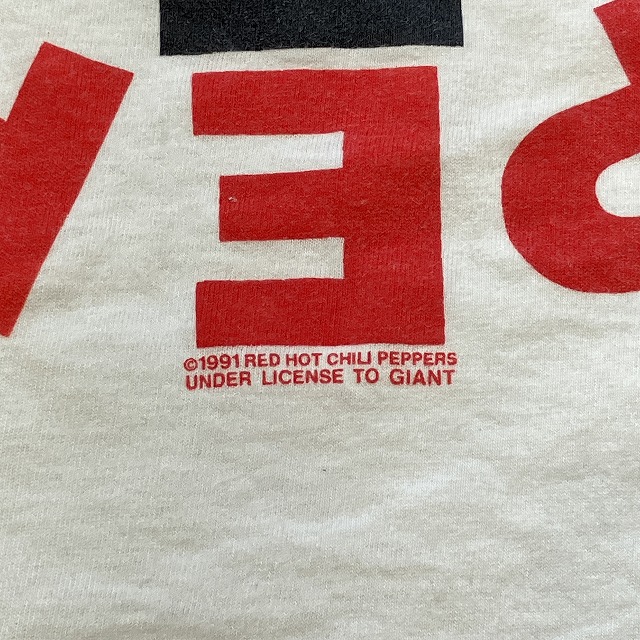 E
©1991 RED HOT CHILI PEPPERS
UNDER LICENSE TO GIANT